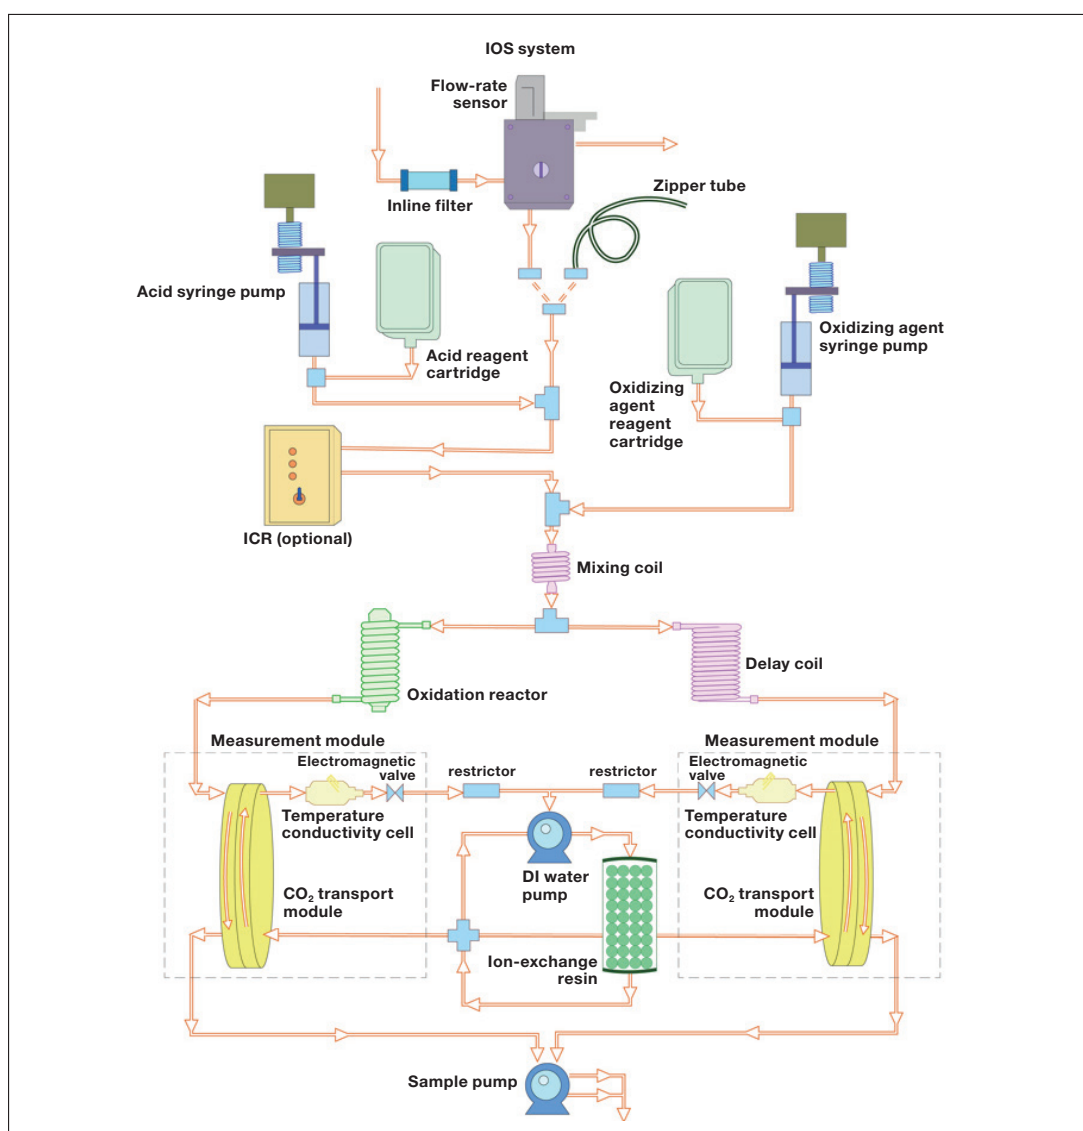 IOS system
Flow-rate
sensor
Inline filter
Zipper tube
Acid syringe pump
Acid reagent
cartridge
Oxidizing agent
syringe pump
Oxidizing
agent
reagent
cartridge
ICR (optional)
Mixing coil
Oxidation reactor
Delay coil
Measurement module
Measurement module
Electromagnetic
valve
restrictor
restrictor
Electromagnetic
valve
Temperature
conductivity cell
Temperature
conductivity cell
DI water
pump
CO₂ transport
module
CO₂ transport
module
Ion-exchange
resin
Sample pump